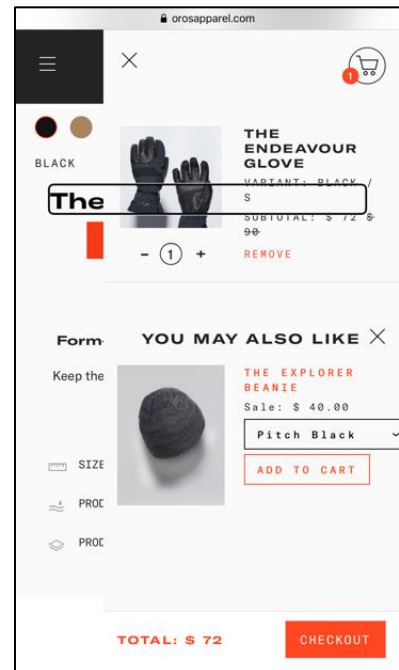 orosapparel.com
1
BLACK
The
Form-
Keep the
SIZE
PROD
PROD
THE
ENDEAVOUR
GLOVE
VARIANT: BLACK /
S
SUBTOTAL: $ 72 $
90
- 1 +
REMOVE
YOU MAY ALSO LIKE
THE EXPLORER
BEANIE
Sale: $ 40.00
Pitch Black
ADD TO CART
TOTAL: $ 72
CHECKOUT